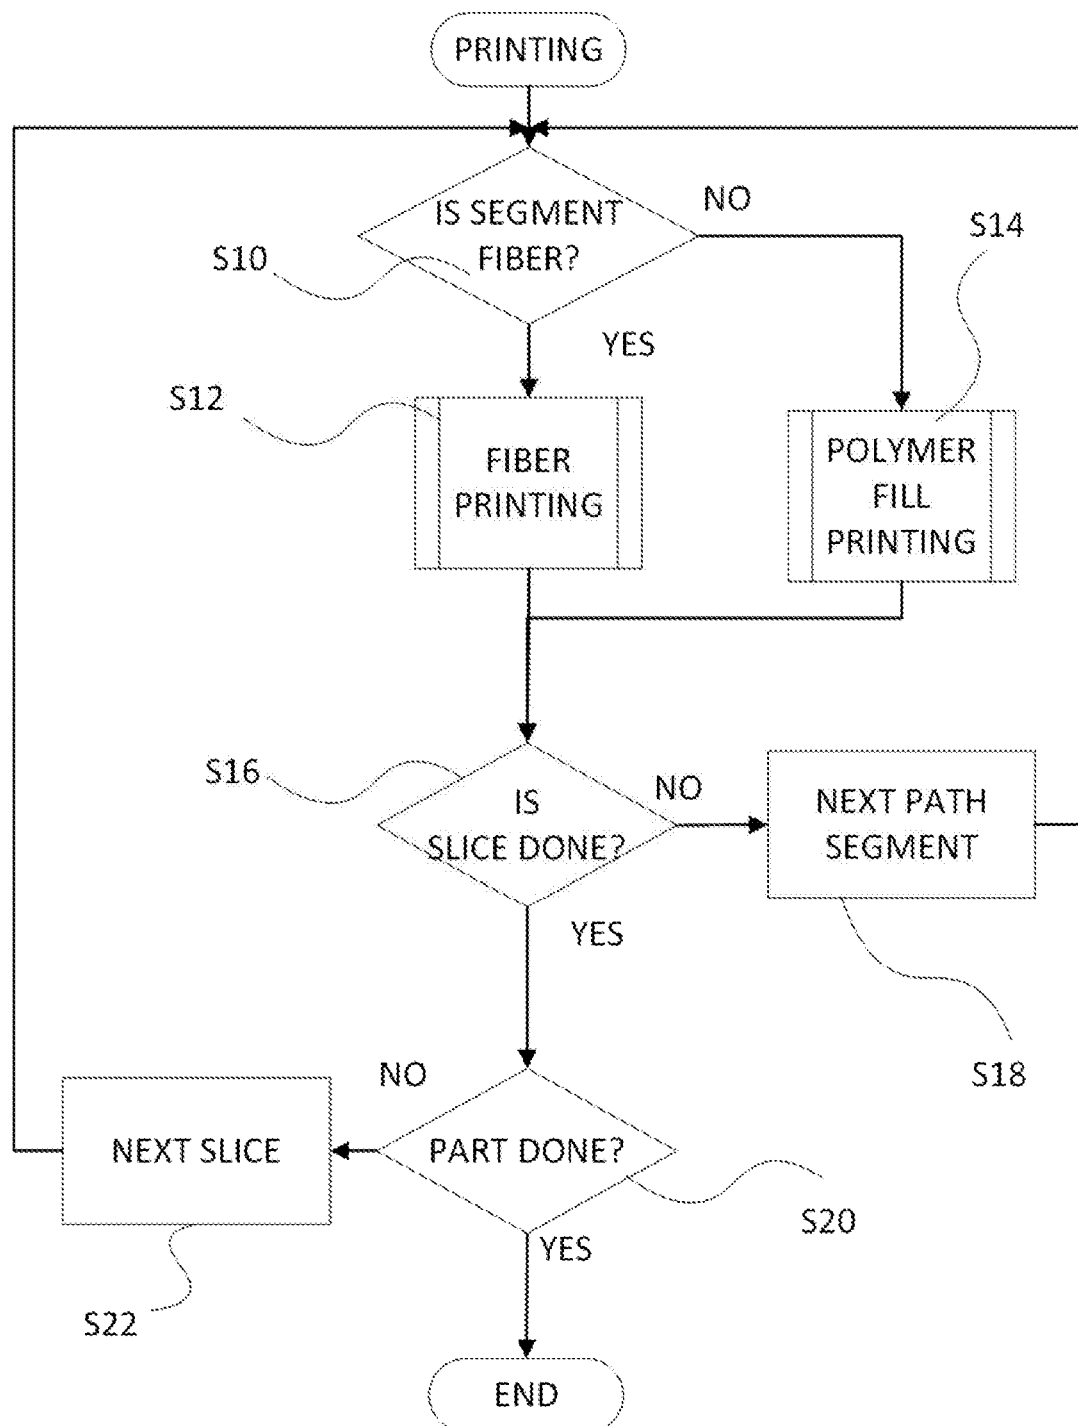 PRINTING
IS SEGMENT
FIBER?
NO
S10
S14
YES
S12
FIBER
PRINTING
POLYMER
FILL
PRINTING
S16
IS
SLICE DONE?
NO
NEXT PATH
SEGMENT
YES
S18
NO
NEXT SLICE
PART DONE?
S20
YES
S22
END